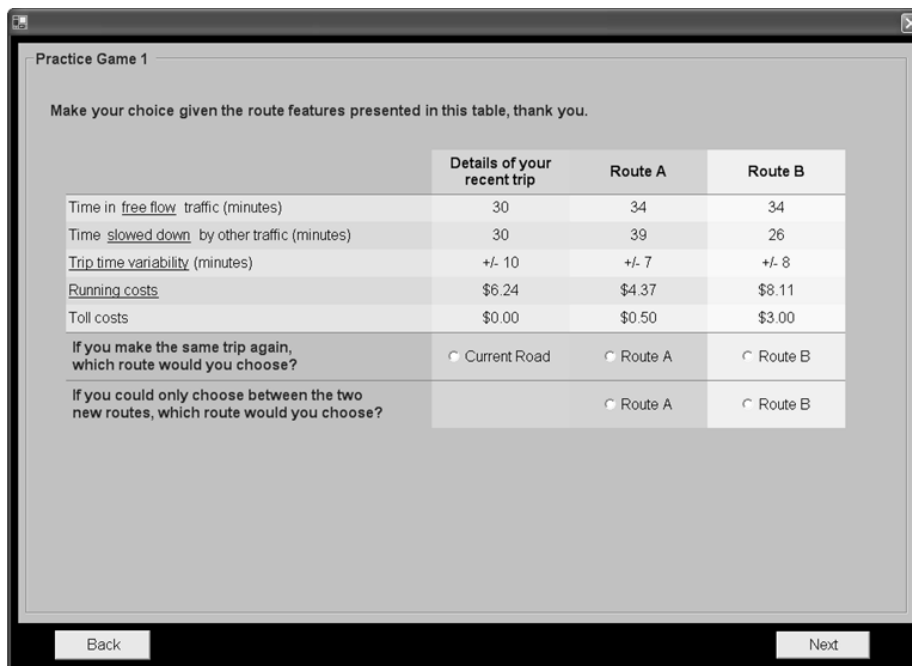 Practice Game 1
Make your choice given the route features presented in this table, thank you.
Details of your recent trip Route A Route B
Time in free flow traffic (minutes) 30 34 34
Time slowed down by other traffic (minutes) 30 39 26
Trip time variability (minutes) +/- 10 +/- 7 +/- 8
Running costs $6.24 $4.37 $8.11
Toll costs $0.00 $0.50 $3.00
If you make the same trip again,
which route would you choose? Current Road Route A Route B
If you could only choose between the two
new routes, which route would you choose? Route A Route B
Back Next